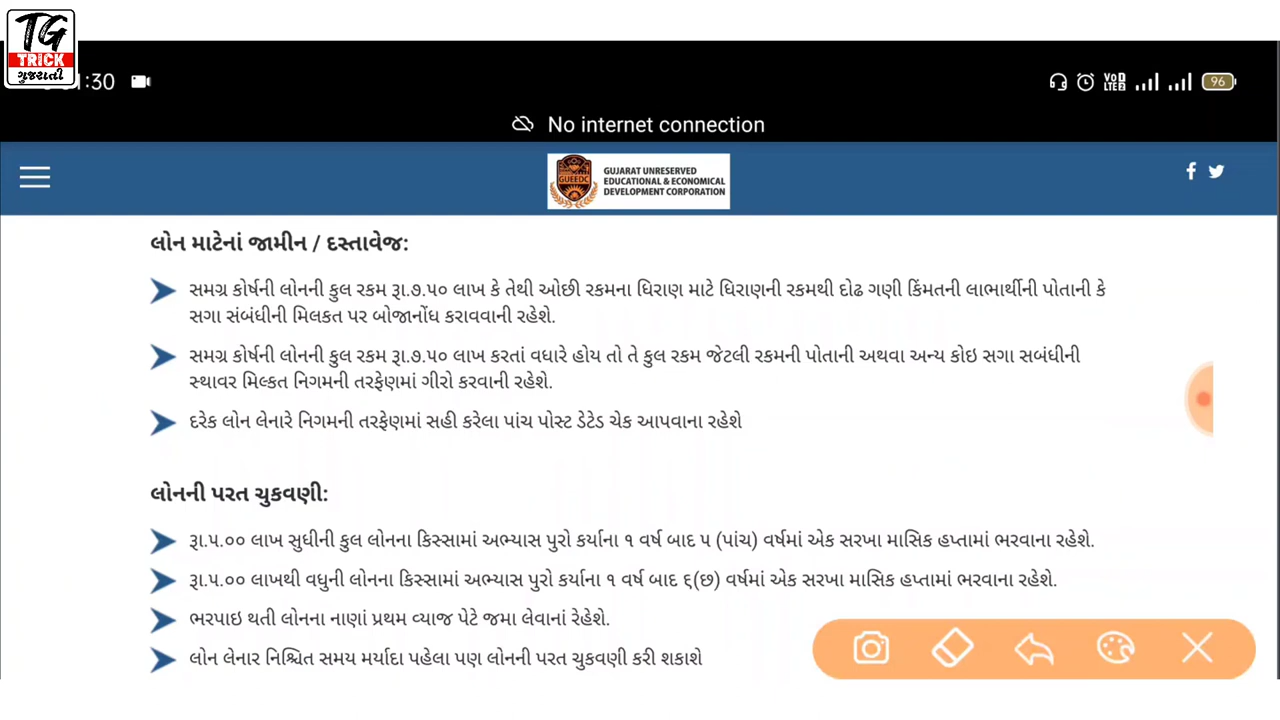 TG
TRICK
ગુજરાતી
:30
VoD LTE2
96
No internet connection
GUEEDC
GUJARAT UNRESERVED
EDUCATIONAL & ECONOMICAL
DEVELOPMENT CORPORATION
લોન માટેનાં જામીન / દસ્તાવેજ:
સમગ્ર કોર્ષની લોનની કુલ રકમ રૂા.૭.૫૦ લાખ કે તેથી ઓછી રકમના ધિરાણ માટે ધિરાણની રકમથી દોઢ ગણી કિંમતની લાભાર્થીની પોતાની કે
સગા સંબંધીની મિલકત પર બોજાનોંધ કરાવવાની રહેશે.
સમગ્ર કોર્ષની લોનની કુલ રકમ રૂા.૭.૫૦ લાખ કરતાં વધારે હોય તો તે કુલ રકમ જેટલી રકમની પોતાની અથવા અન્ય કોઇ સગા સબંધીની
સ્થાવર મિલ્કત નિગમની તરફેણમાં ગીરો કરવાની રહેશે.
દરેક લોન લેનારે નિગમની તરફેણમાં સહી કરેલા પાંચ પોસ્ટ ડેટેડ ચેક આપવાના રહેશે
લોનની પરત ચુકવણી:
રૂા.૫.૦૦ લાખ સુધીની કુલ લોનના કિસ્સામાં અભ્યાસ પુરો કર્યાના ૧ વર્ષ બાદ ૫ (પાંચ) વર્ષમાં એક સરખા માસિક હપ્તામાં ભરવાના રહેશે.
રૂા.૫.૦૦ લાખથી વધુની લોનના કિસ્સામાં અભ્યાસ પુરો કર્યાના ૧ વર્ષ બાદ ૬(છ) વર્ષમાં એક સરખા માસિક હપ્તામાં ભરવાના રહેશે.
ભરપાઇ થતી લોનના નાણાં પ્રથમ વ્યાજ પેટે જમા લેવાનાં રેહેશે.
લોન લેનાર નિશ્ચિત સમય મર્યાદા પહેલા પણ લોનની પરત ચુકવણી કરી શકાશે